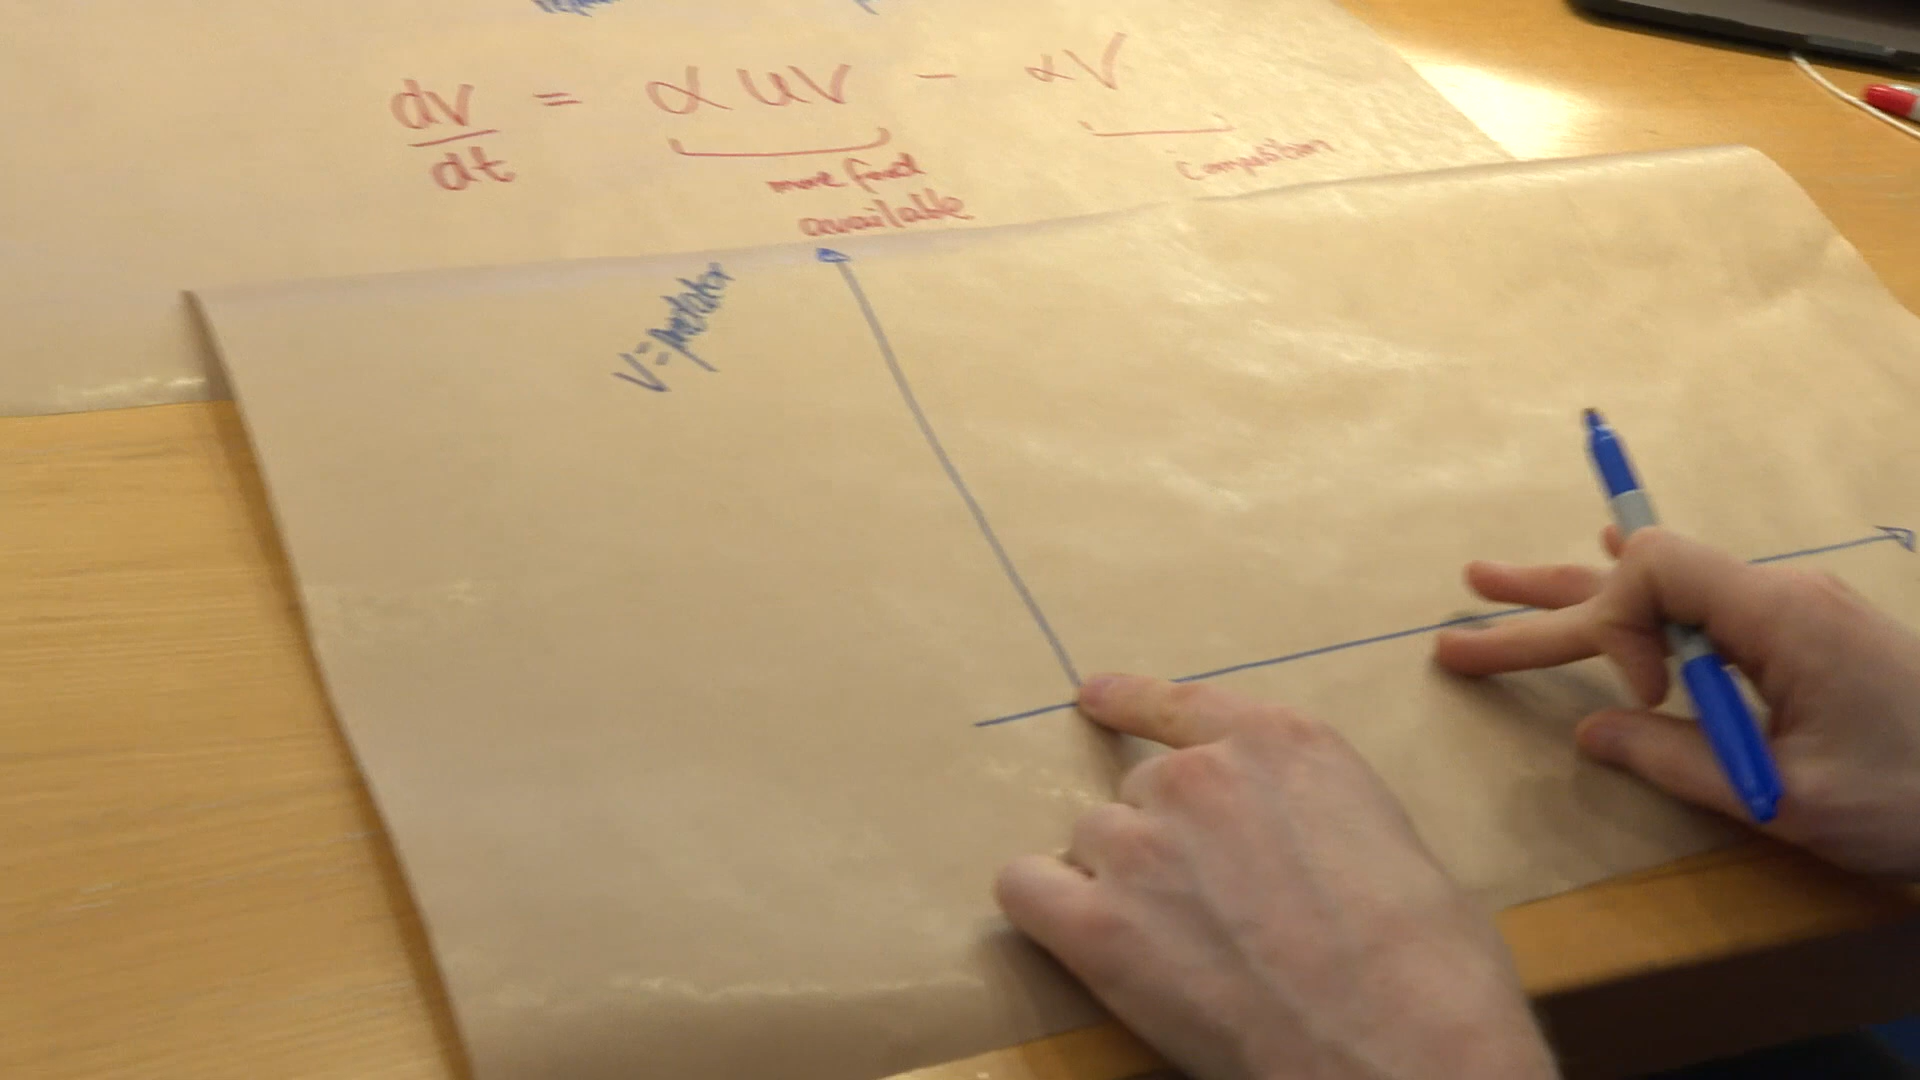 dv/dt = αuv - αv
more food
available
Competition
V = predator